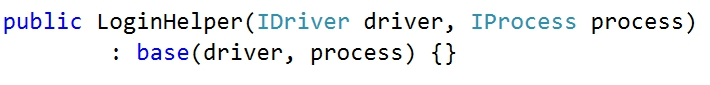 public LoginHelper(IDriver driver, IProcess process)
: base(driver, process) {}